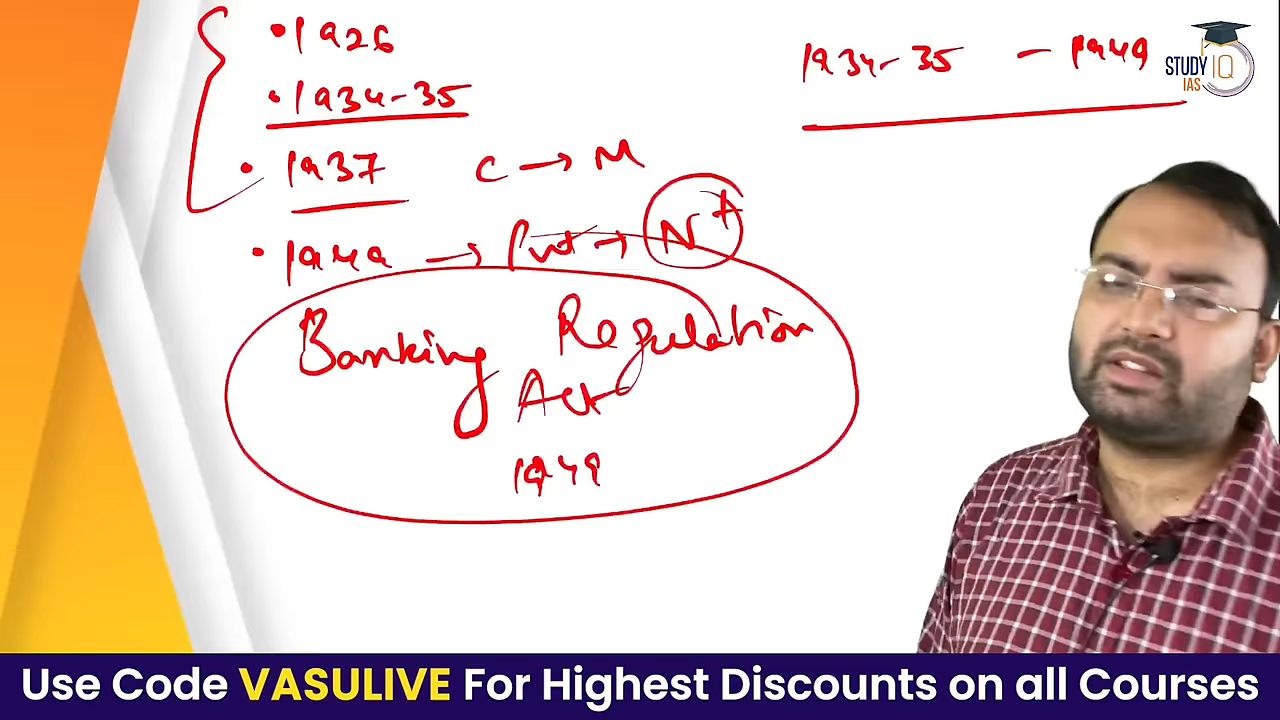 • 1926
• 1934-35
1934-35 - 1949
STUDY IQ
IAS
• 1937 C → M
• 1949 → Pvt → N^A
Banking Regulation
Act
1949
Use Code VASULIVE For Highest Discounts on all Courses